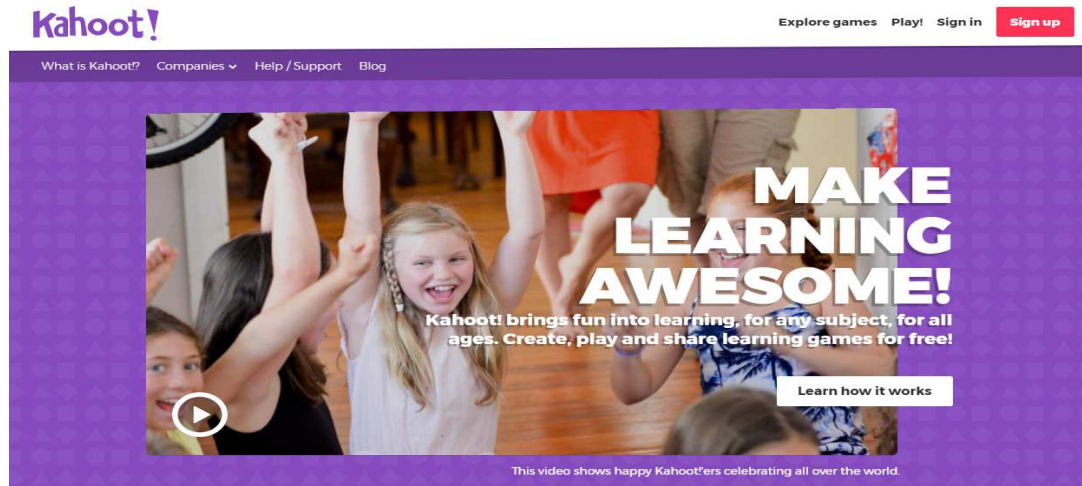 Kahoot!
Explore games Play! Sign in Sign up
What is Kahoot!? Companies Help / Support Blog
MAKE
LEARNING
AWESOME!
Kahoot! brings fun into learning, for any subject, for all
ages. Create, play and share learning games for free!
Learn how it works
This video shows happy Kahoot!'ers celebrating all over the world.